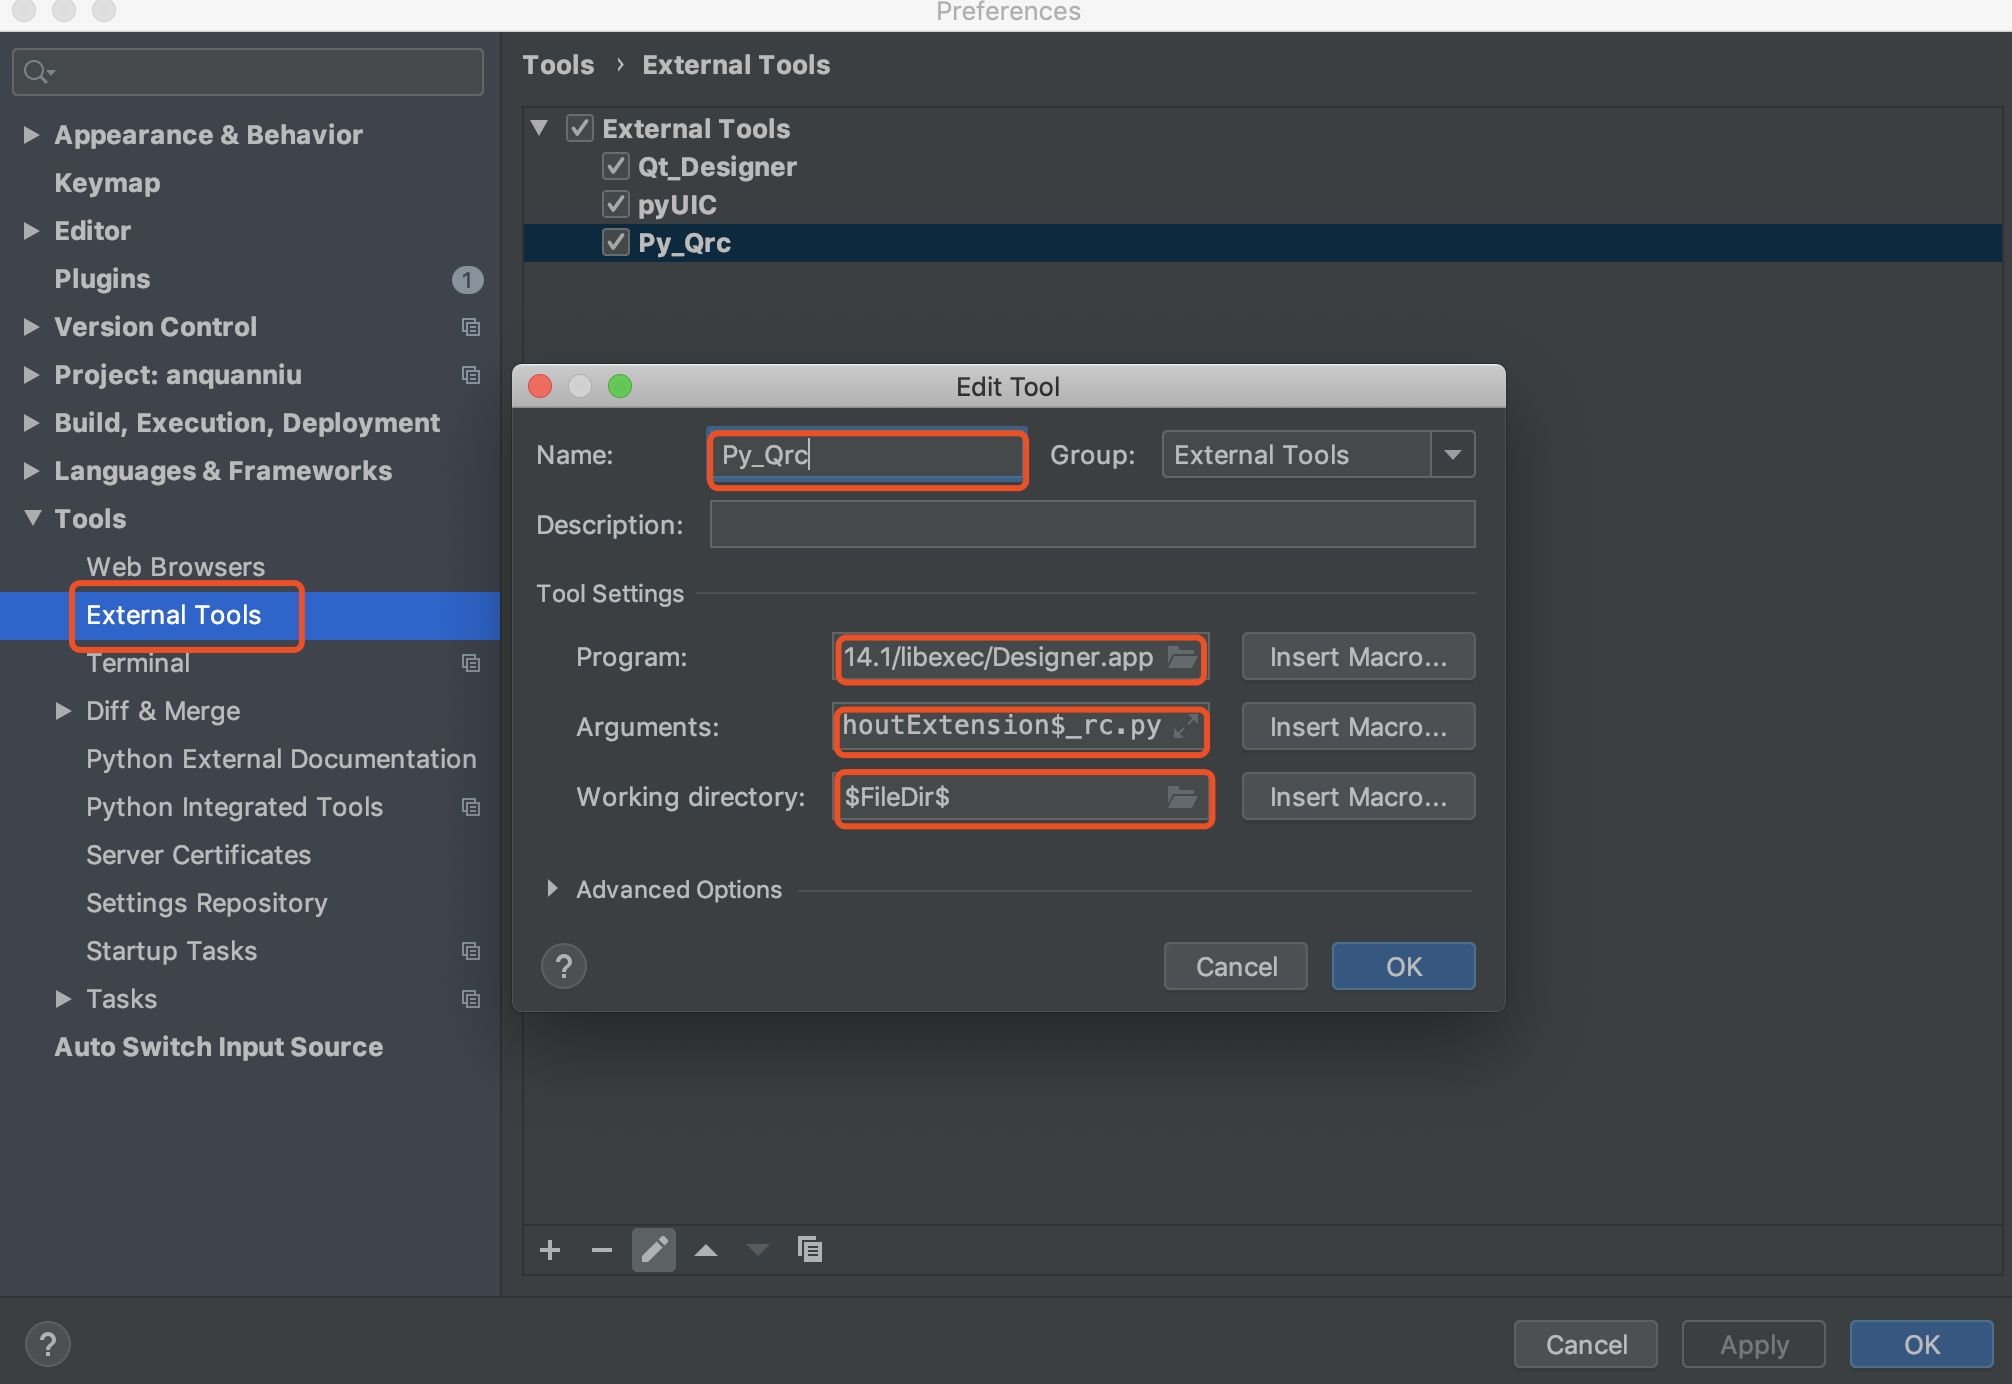 Preferences
Appearance & Behavior
Keymap
Editor
Plugins
1
Version Control
Project: anquanniu
Build, Execution, Deployment
Languages & Frameworks
Tools
Web Browsers
External Tools
Terminal
Diff & Merge
Python External Documentation
Python Integrated Tools
Server Certificates
Settings Repository
Startup Tasks
Tasks
Auto Switch Input Source
Tools › External Tools
External Tools
Qt_Designer
pyUIC
Py_Qrc
Edit Tool
Name: Py_Qrc Group: External Tools
Description:
Tool Settings
Program: 14.1/libexec/Designer.app Insert Macro...
Arguments: houtExtension$_rc.py Insert Macro...
Working directory: $FileDir$ Insert Macro...
Advanced Options
? Cancel OK
? Cancel Apply OK